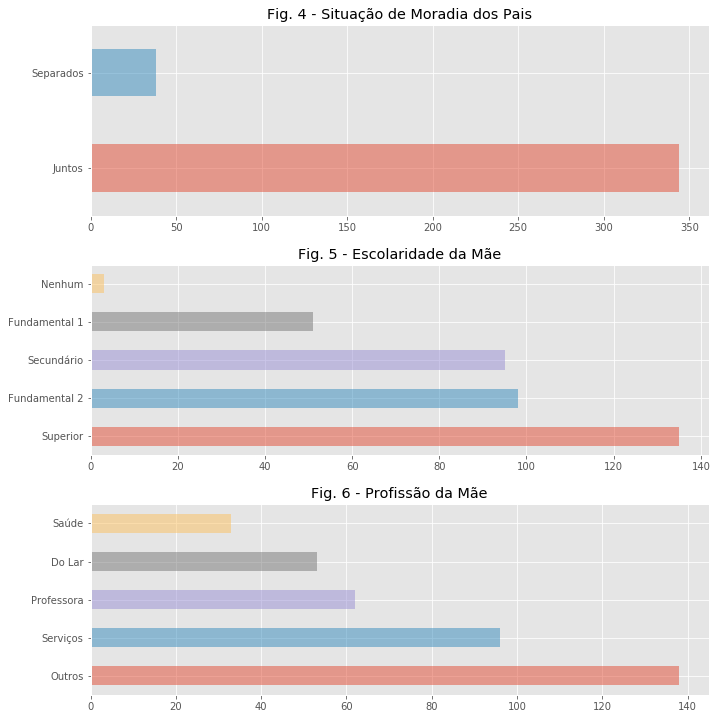 Fig. 4 - Situação de Moradia dos Pais
Separados
Juntos
0 50 100 150 200 250 300 350
Fig. 5 - Escolaridade da Mãe
Nenhum
Fundamental 1
Secundário
Fundamental 2
Superior
0 20 40 60 80 100 120 140
Fig. 6 - Profissão da Mãe
Saúde
Do Lar
Professora
Serviços
Outros
0 20 40 60 80 100 120 140